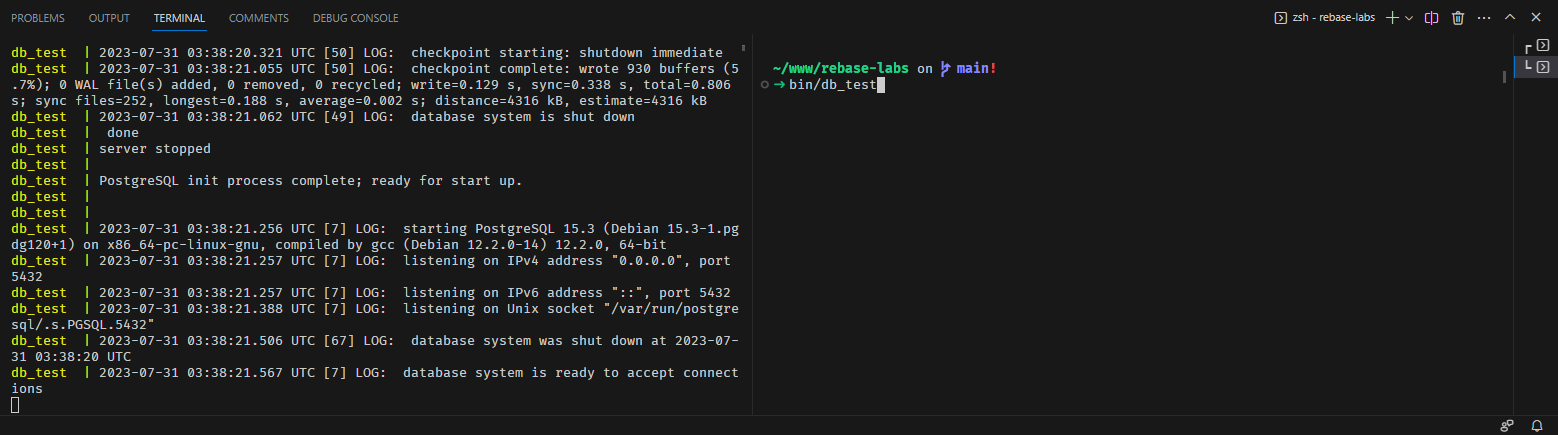 PROBLEMS OUTPUT TERMINAL COMMENTS DEBUG CONSOLE zsh - rebase-labs
db_test | 2023-07-31 03:38:20.321 UTC [50] LOG:  checkpoint starting: shutdown immediate
db_test | 2023-07-31 03:38:21.055 UTC [50] LOG:  checkpoint complete: wrote 930 buffers (5
.7%); 0 WAL file(s) added, 0 removed, 0 recycled; write=0.129 s, sync=0.338 s, total=0.806
s; sync files=252, longest=0.188 s, average=0.002 s; distance=4316 kB, estimate=4316 kB
db_test | 2023-07-31 03:38:21.062 UTC [49] LOG:  database system is shut down
db_test |  done
db_test | server stopped
db_test |
db_test | PostgreSQL init process complete; ready for start up.
db_test |
db_test |
db_test | 2023-07-31 03:38:21.256 UTC [7] LOG:  starting PostgreSQL 15.3 (Debian 15.3-1.pg
dg120+1) on x86_64-pc-linux-gnu, compiled by gcc (Debian 12.2.0-14) 12.2.0, 64-bit
db_test | 2023-07-31 03:38:21.257 UTC [7] LOG:  listening on IPv4 address "0.0.0.0", port
5432
db_test | 2023-07-31 03:38:21.257 UTC [7] LOG:  listening on IPv6 address "::", port 5432
db_test | 2023-07-31 03:38:21.388 UTC [7] LOG:  listening on Unix socket "/var/run/postgre
sql/.s.PGSQL.5432"
db_test | 2023-07-31 03:38:21.506 UTC [67] LOG:  database system was shut down at 2023-07-
31 03:38:20 UTC
db_test | 2023-07-31 03:38:21.567 UTC [7] LOG:  database system is ready to accept connect
ions
~/www/rebase-labs on main!
➜ bin/db_test